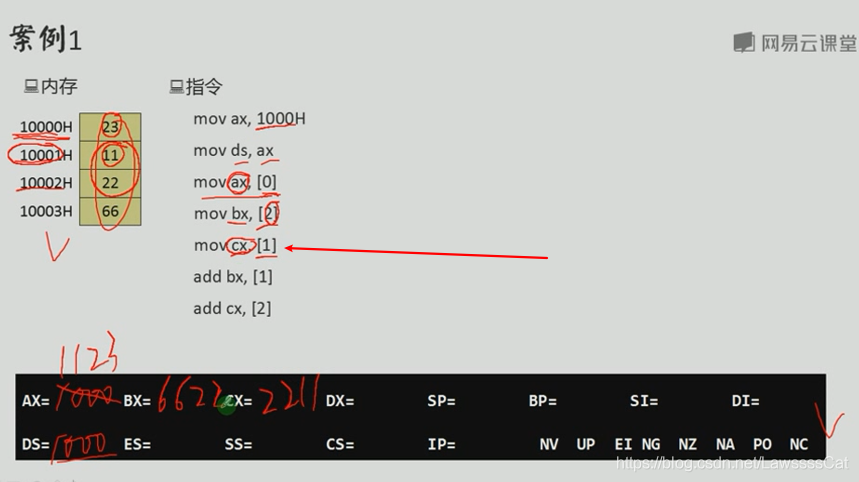 案例1
网易云课堂
内存
指令
10000H 23
10001H 11
10002H 22
10003H 66
mov ax, 1000H
mov ds, ax
mov ax, [0]
mov bx, [2]
mov cx, [1]
add bx, [1]
add cx, [2]
1123
AX= 1000 BX= 6622 CX= 2211 DX= SP= BP= SI= DI=
DS= 1000 ES= SS= CS= IP= NV UP EI NG NZ NA PO NC
https://blog.csdn.net/LawssssCat